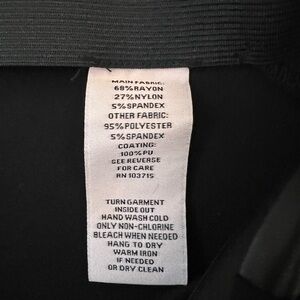 MAIN FABRIC:
68% RAYON
27% NYLON
5% SPANDEX
OTHER FABRIC:
95% POLYESTER
5% SPANDEX
COATING:
100% PU
SEE REVERSE
FOR CARE
RN 103715
TURN GARMENT
INSIDE OUT
HAND WASH COLD
ONLY NON-CHLORINE
BLEACH WHEN NEEDED
HANG TO DRY
WARM IRON
IF NEEDED
OR DRY CLEAN